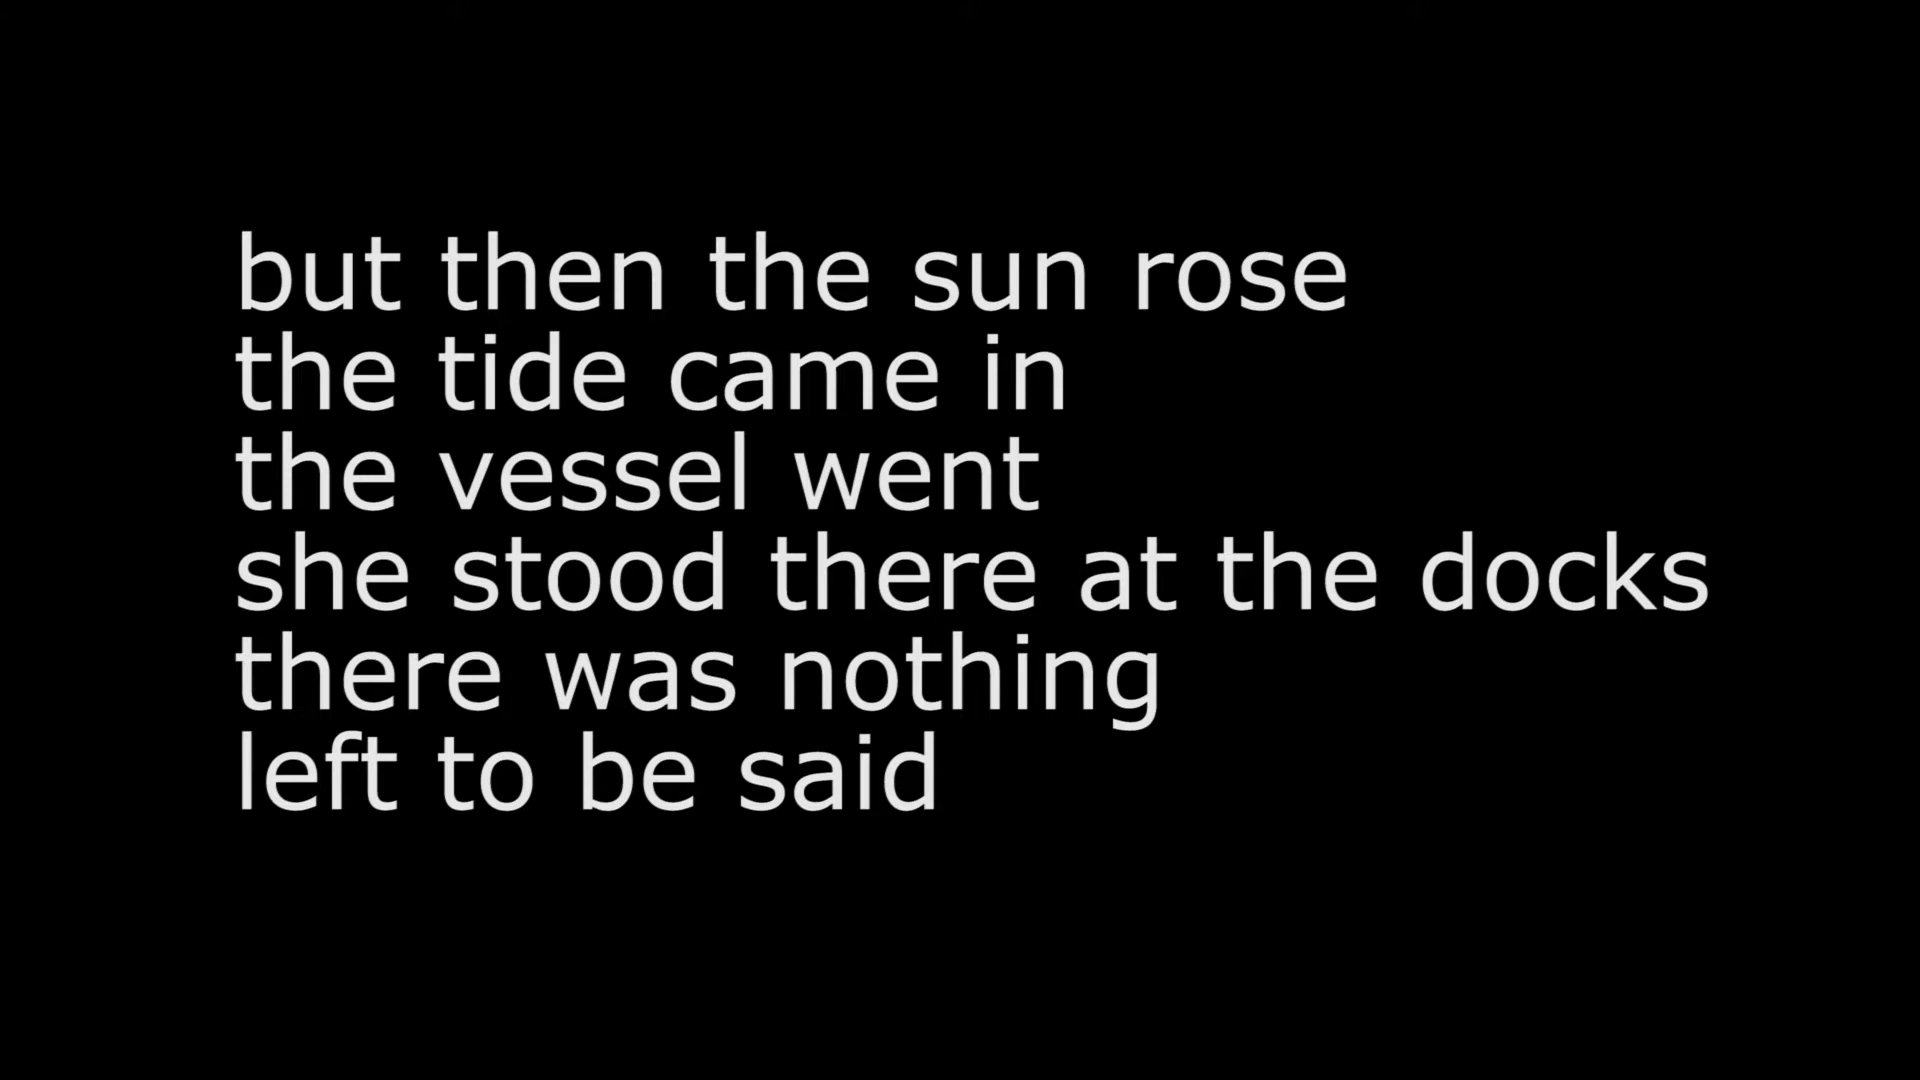 but then the sun rose
the tide came in
the vessel went
she stood there at the docks
there was nothing
left to be said